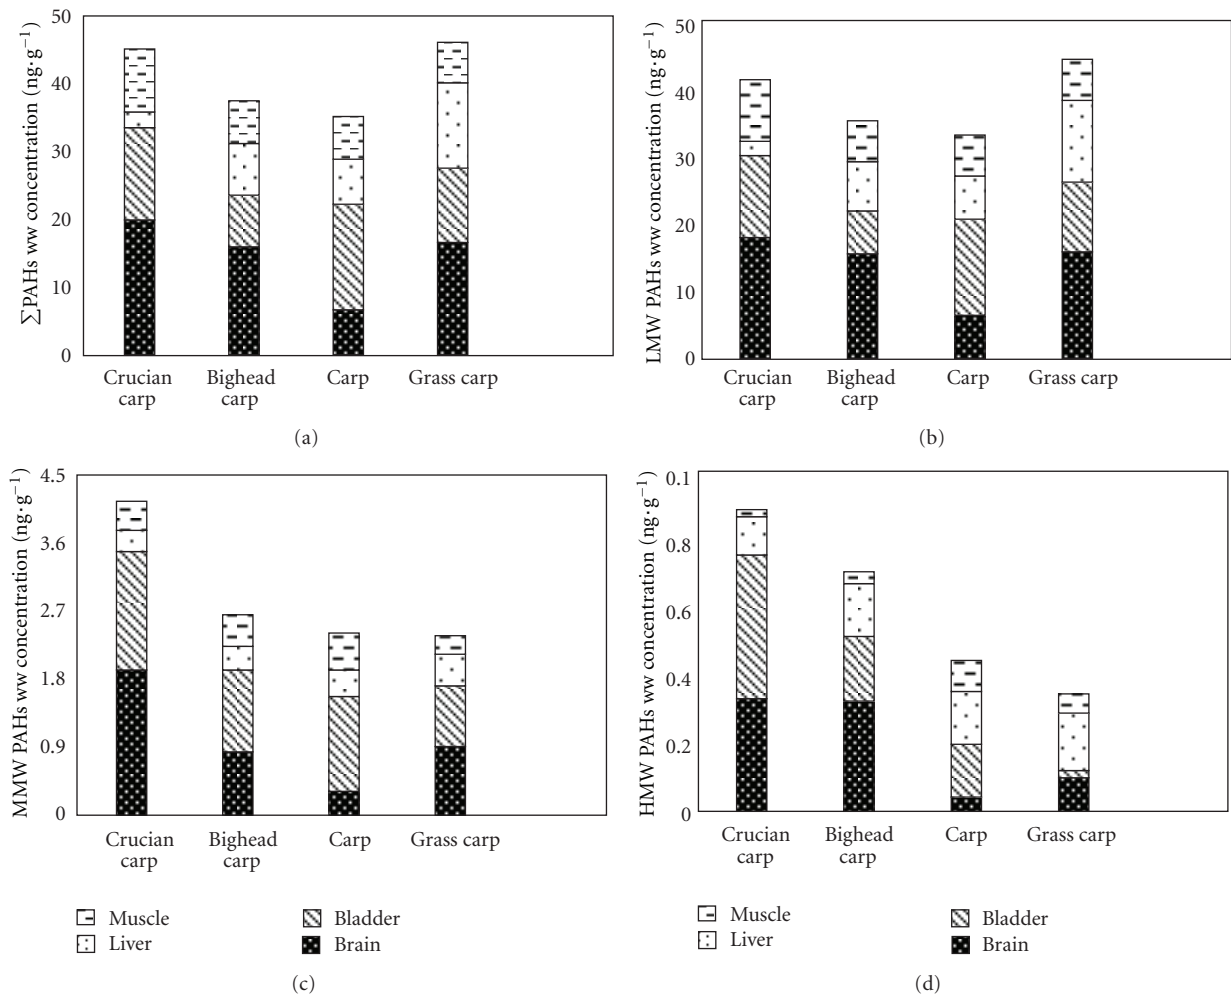 ∑PAHs ww concentration (ng·g⁻¹)
50
40
30
20
10
0
Crucian carp
Bighead carp
Carp
Grass carp
(a)
LMW PAHs ww concentration (ng·g⁻¹)
50
40
30
20
10
0
Crucian carp
Bighead carp
Carp
Grass carp
(b)
MMW PAHs ww concentration (ng·g⁻¹)
4.5
3.6
2.7
1.8
0.9
0
Crucian carp
Bighead carp
Carp
Grass carp
Muscle
Liver
Bladder
Brain
(c)
HMW PAHs ww concentration (ng·g⁻¹)
0.1
0.8
0.6
0.4
0.2
0
Crucian carp
Bighead carp
Carp
Grass carp
Muscle
Liver
Bladder
Brain
(d)